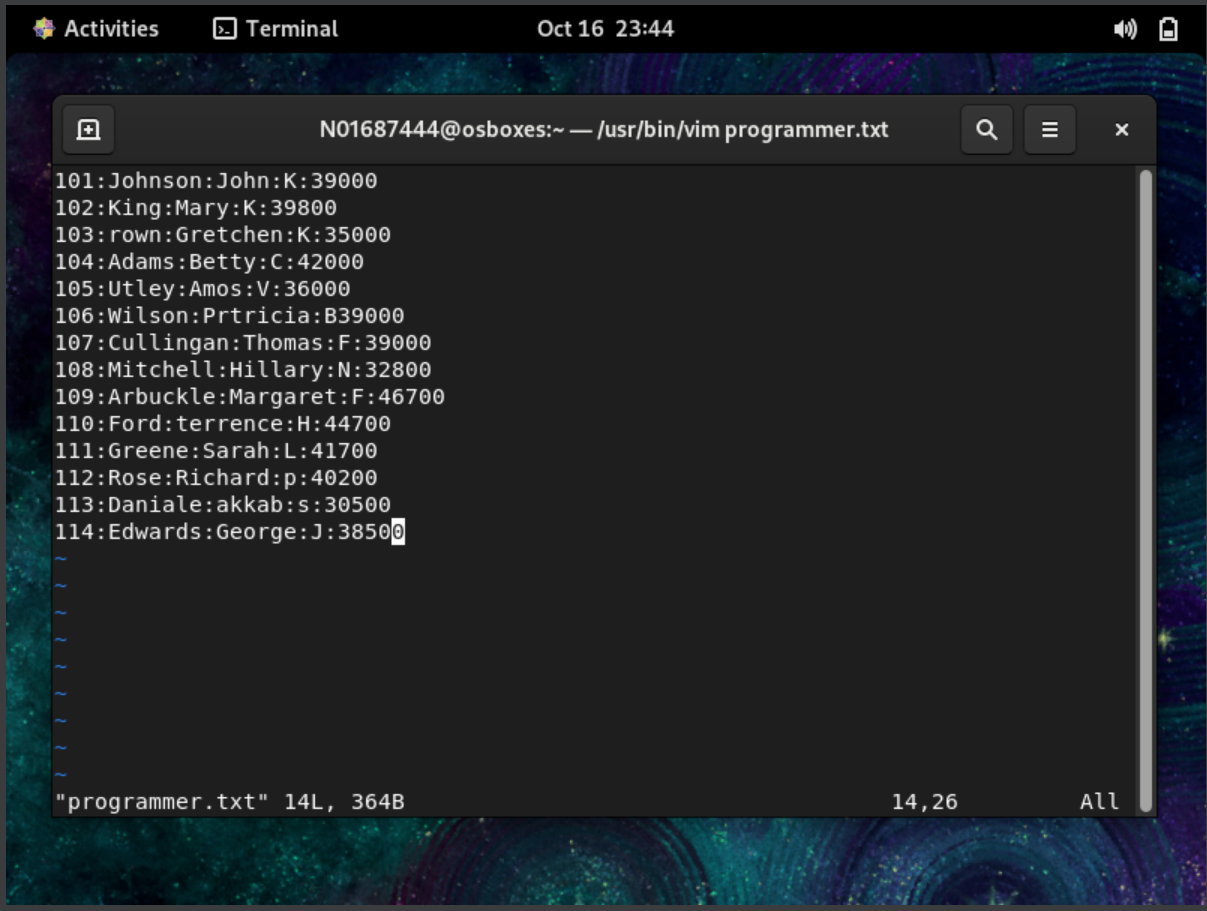 Activities Terminal Oct 16 23:44
N01687444@osboxes:~ — /usr/bin/vim programmer.txt
101:Johnson:John:K:39000
102:King:Mary:K:39800
103:rown:Gretchen:K:35000
104:Adams:Betty:C:42000
105:Utley:Amos:V:36000
106:Wilson:Prtricia:B39000
107:Cullingan:Thomas:F:39000
108:Mitchell:Hillary:N:32800
109:Arbuckle:Margaret:F:46700
110:Ford:terrence:H:44700
111:Greene:Sarah:L:41700
112:Rose:Richard:p:40200
113:Daniale:akkab:s:30500
114:Edwards:George:J:38500
~
~
~
~
~
~
~
~
~
"programmer.txt" 14L, 364B 14,26 All